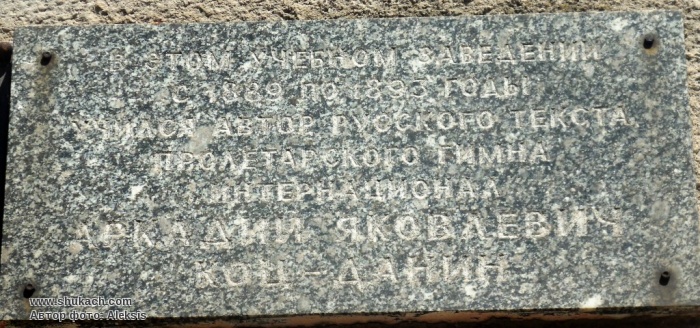 В ЭТОМ УЧЕБНОМ ЗАВЕДЕНИИ
С 1889 ПО 1893 ГОДЫ
УЧИЛСЯ АВТОР РУССКОГО ТЕКСТА
ПРОЛЕТАРСКОГО ГИМНА
ИНТЕРНАЦИОНАЛ
АРКАДИЙ ЯКОВЛЕВИЧ
КОЦ-ДАНИН
www.shukach.com
Автор фото- Aleksis